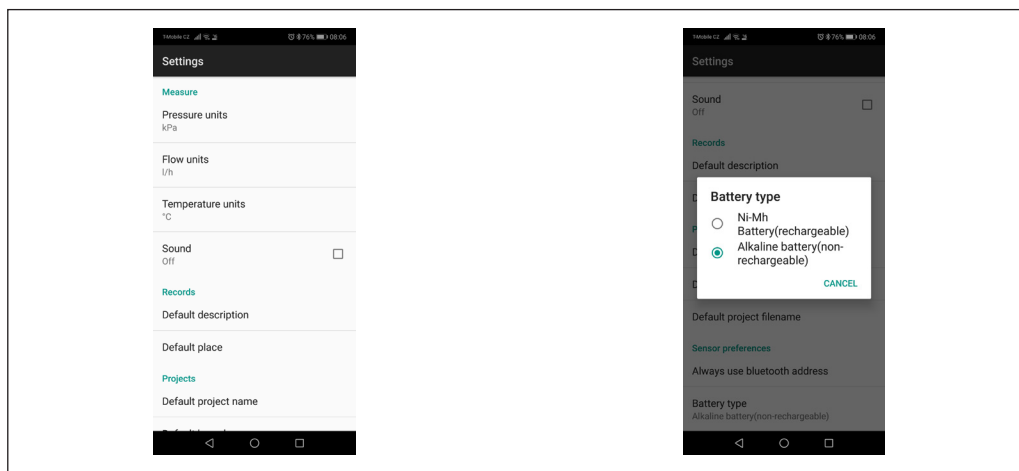 T-Mobile CZ 76% 08:06
Settings
Measure
Pressure units
kPa
Flow units
l/h
Temperature units
°C
Sound
Off
Records
Default description
Default place
Projects
Default project name
T-Mobile CZ 76% 08:06
Settings
Sound
Off
Records
Default description
Battery type
Ni-Mh
Battery(rechargeable)
Alkaline battery(non-
rechargeable)
CANCEL
Default project filename
Sensor preferences
Always use bluetooth address
Battery type
Alkaline battery(non-rechargeable)